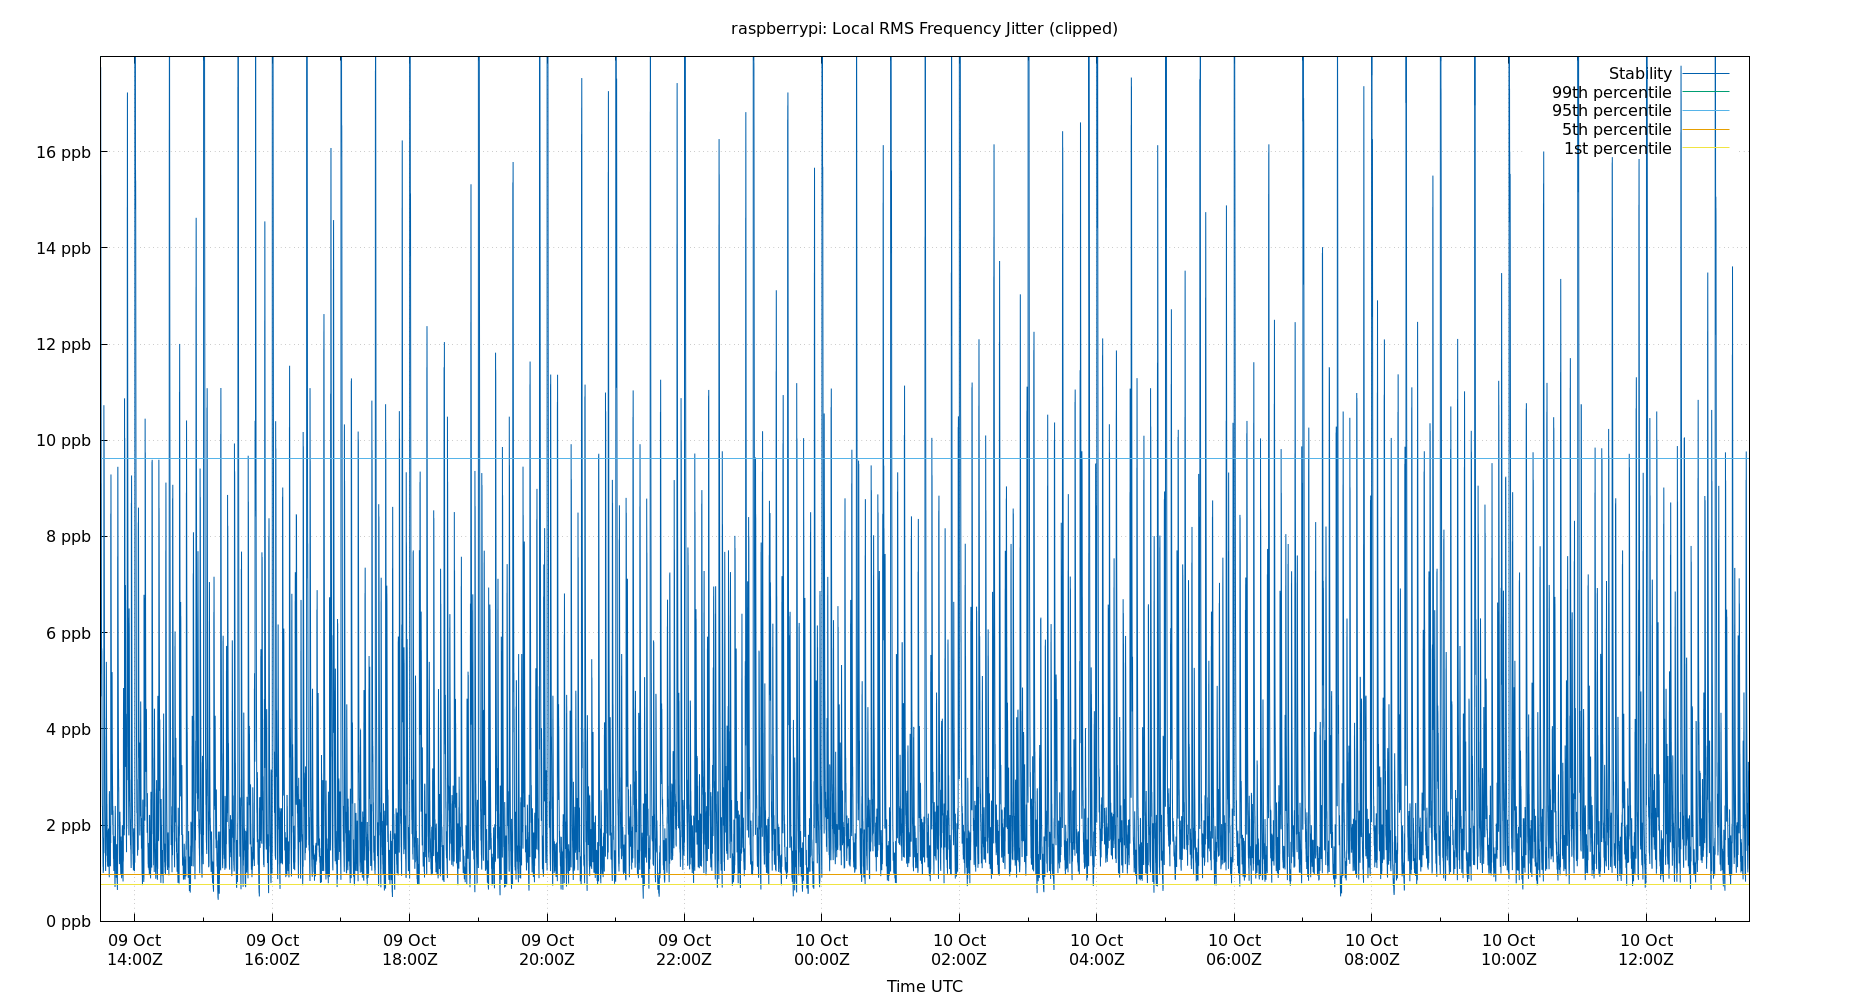 raspberrypi: Local RMS Frequency Jitter (clipped)
Stability
99th percentile
95th percentile
5th percentile
1st percentile
16 ppb
14 ppb
12 ppb
10 ppb
8 ppb
6 ppb
4 ppb
2 ppb
0 ppb
09 Oct 09 Oct 09 Oct 09 Oct 09 Oct 10 Oct 10 Oct 10 Oct 10 Oct 10 Oct 10 Oct 10 Oct
14:00Z 16:00Z 18:00Z 20:00Z 22:00Z 00:00Z 02:00Z 04:00Z 06:00Z 08:00Z 10:00Z 12:00Z
Time UTC